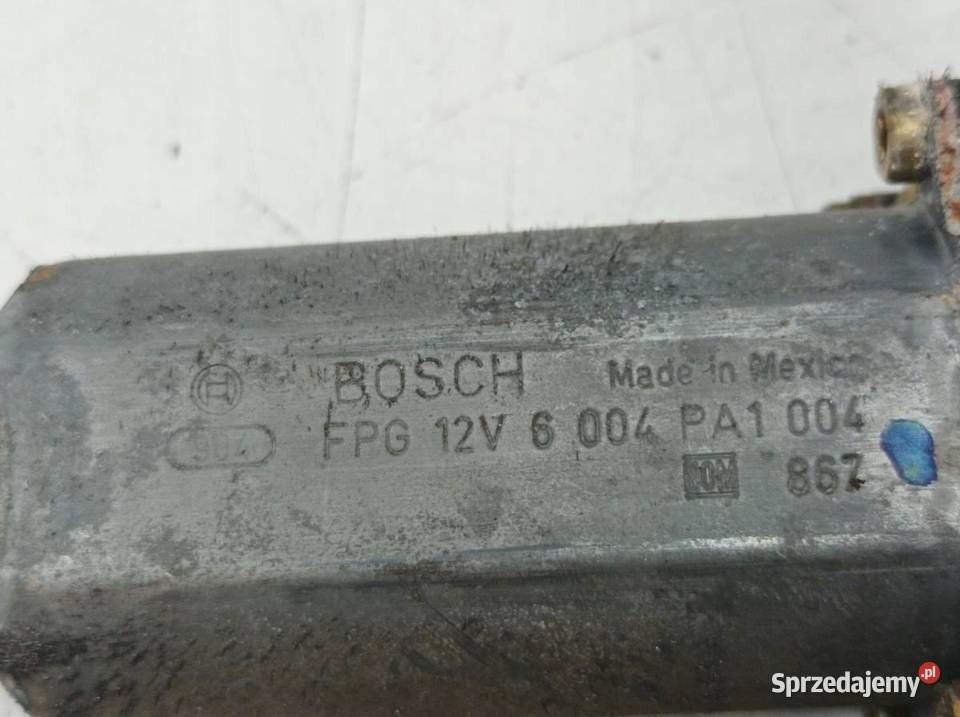 BOSCH Made in Mexico
FPG 12V 6 004 PA1 004
867
Sprzedajemy.pl